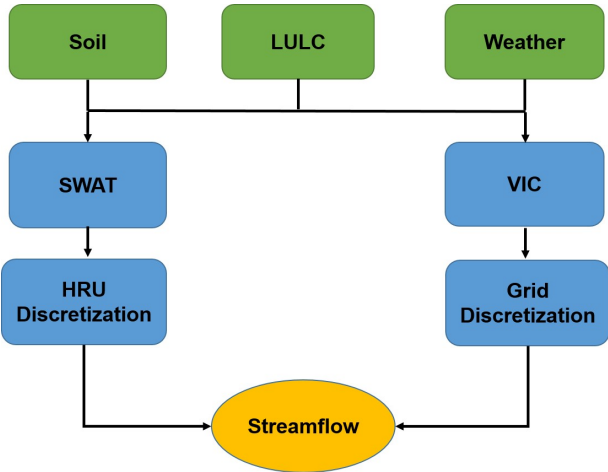 Soil
LULC
Weather
SWAT
VIC
HRU
Discretization
Grid
Discretization
Streamflow